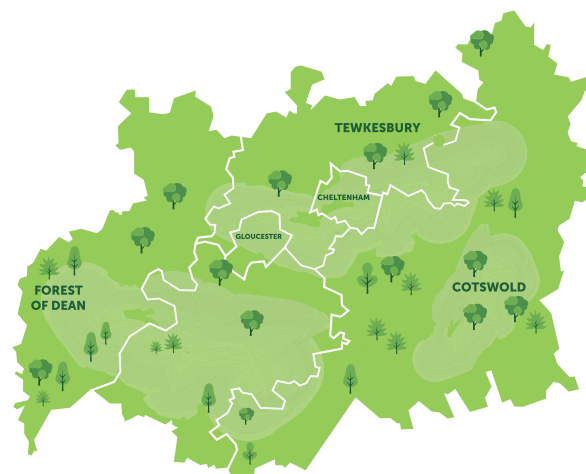 TEWKESBURY
CHELTENHAM
GLOUCESTER
FOREST
OF DEAN
COTSWOLD